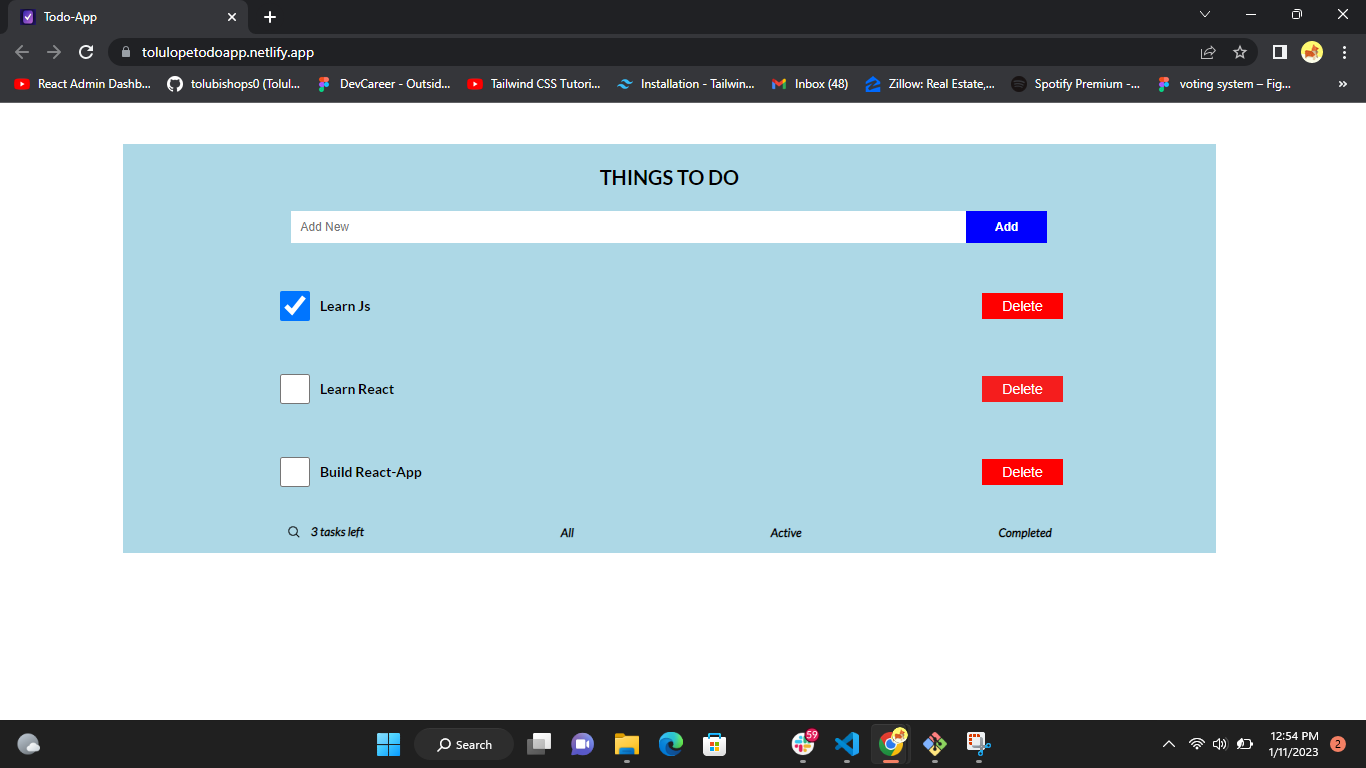 Todo-App
tolulopetodoapp.netlify.app
React Admin Dashb... tolubishops0 (Tolul... DevCareer - Outsid... Tailwind CSS Tutori... Installation - Tailwin... Inbox (48) Zillow: Real Estate,... Spotify Premium -... voting system – Fig...
THINGS TO DO
Add New Add
Learn Js Delete
Learn React Delete
Build React-App Delete
3 tasks left All Active Completed
Search 59 12:54 PM
1/11/2023 2